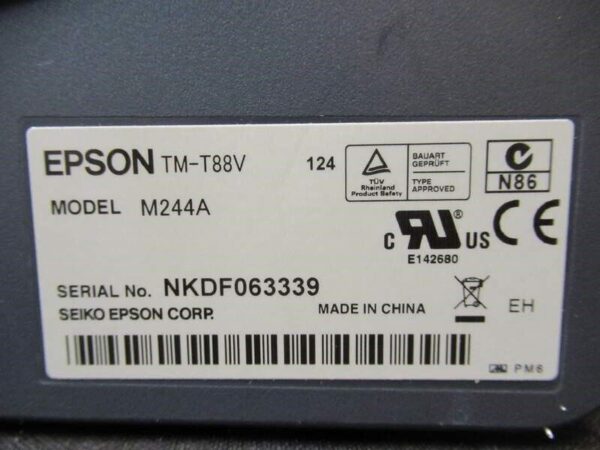 EPSON TM-T88V 124
TÜV
Rheinland
Product Safety
BAUART
GEPRÜFT
TYPE
APPROVED
N86
MODEL M244A
C UR ® US CE
E142680
SERIAL No. NKDF063339
SEIKO EPSON CORP.
MADE IN CHINA
EH
PM6